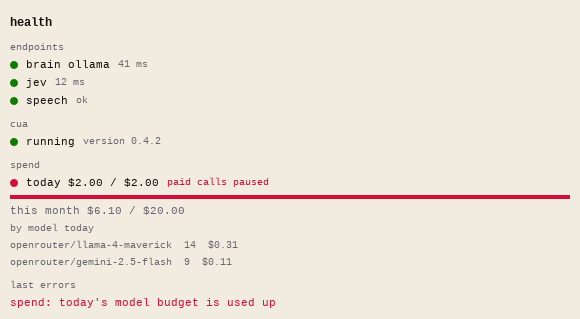 health
endpoints
brain ollama 41 ms
jev 12 ms
speech ok
cua
running version 0.4.2
spend
today $2.00 / $2.00 paid calls paused
this month $6.10 / $20.00
by model today
openrouter/llama-4-maverick 14 $0.31
openrouter/gemini-2.5-flash 9 $0.11
last errors
spend: today's model budget is used up